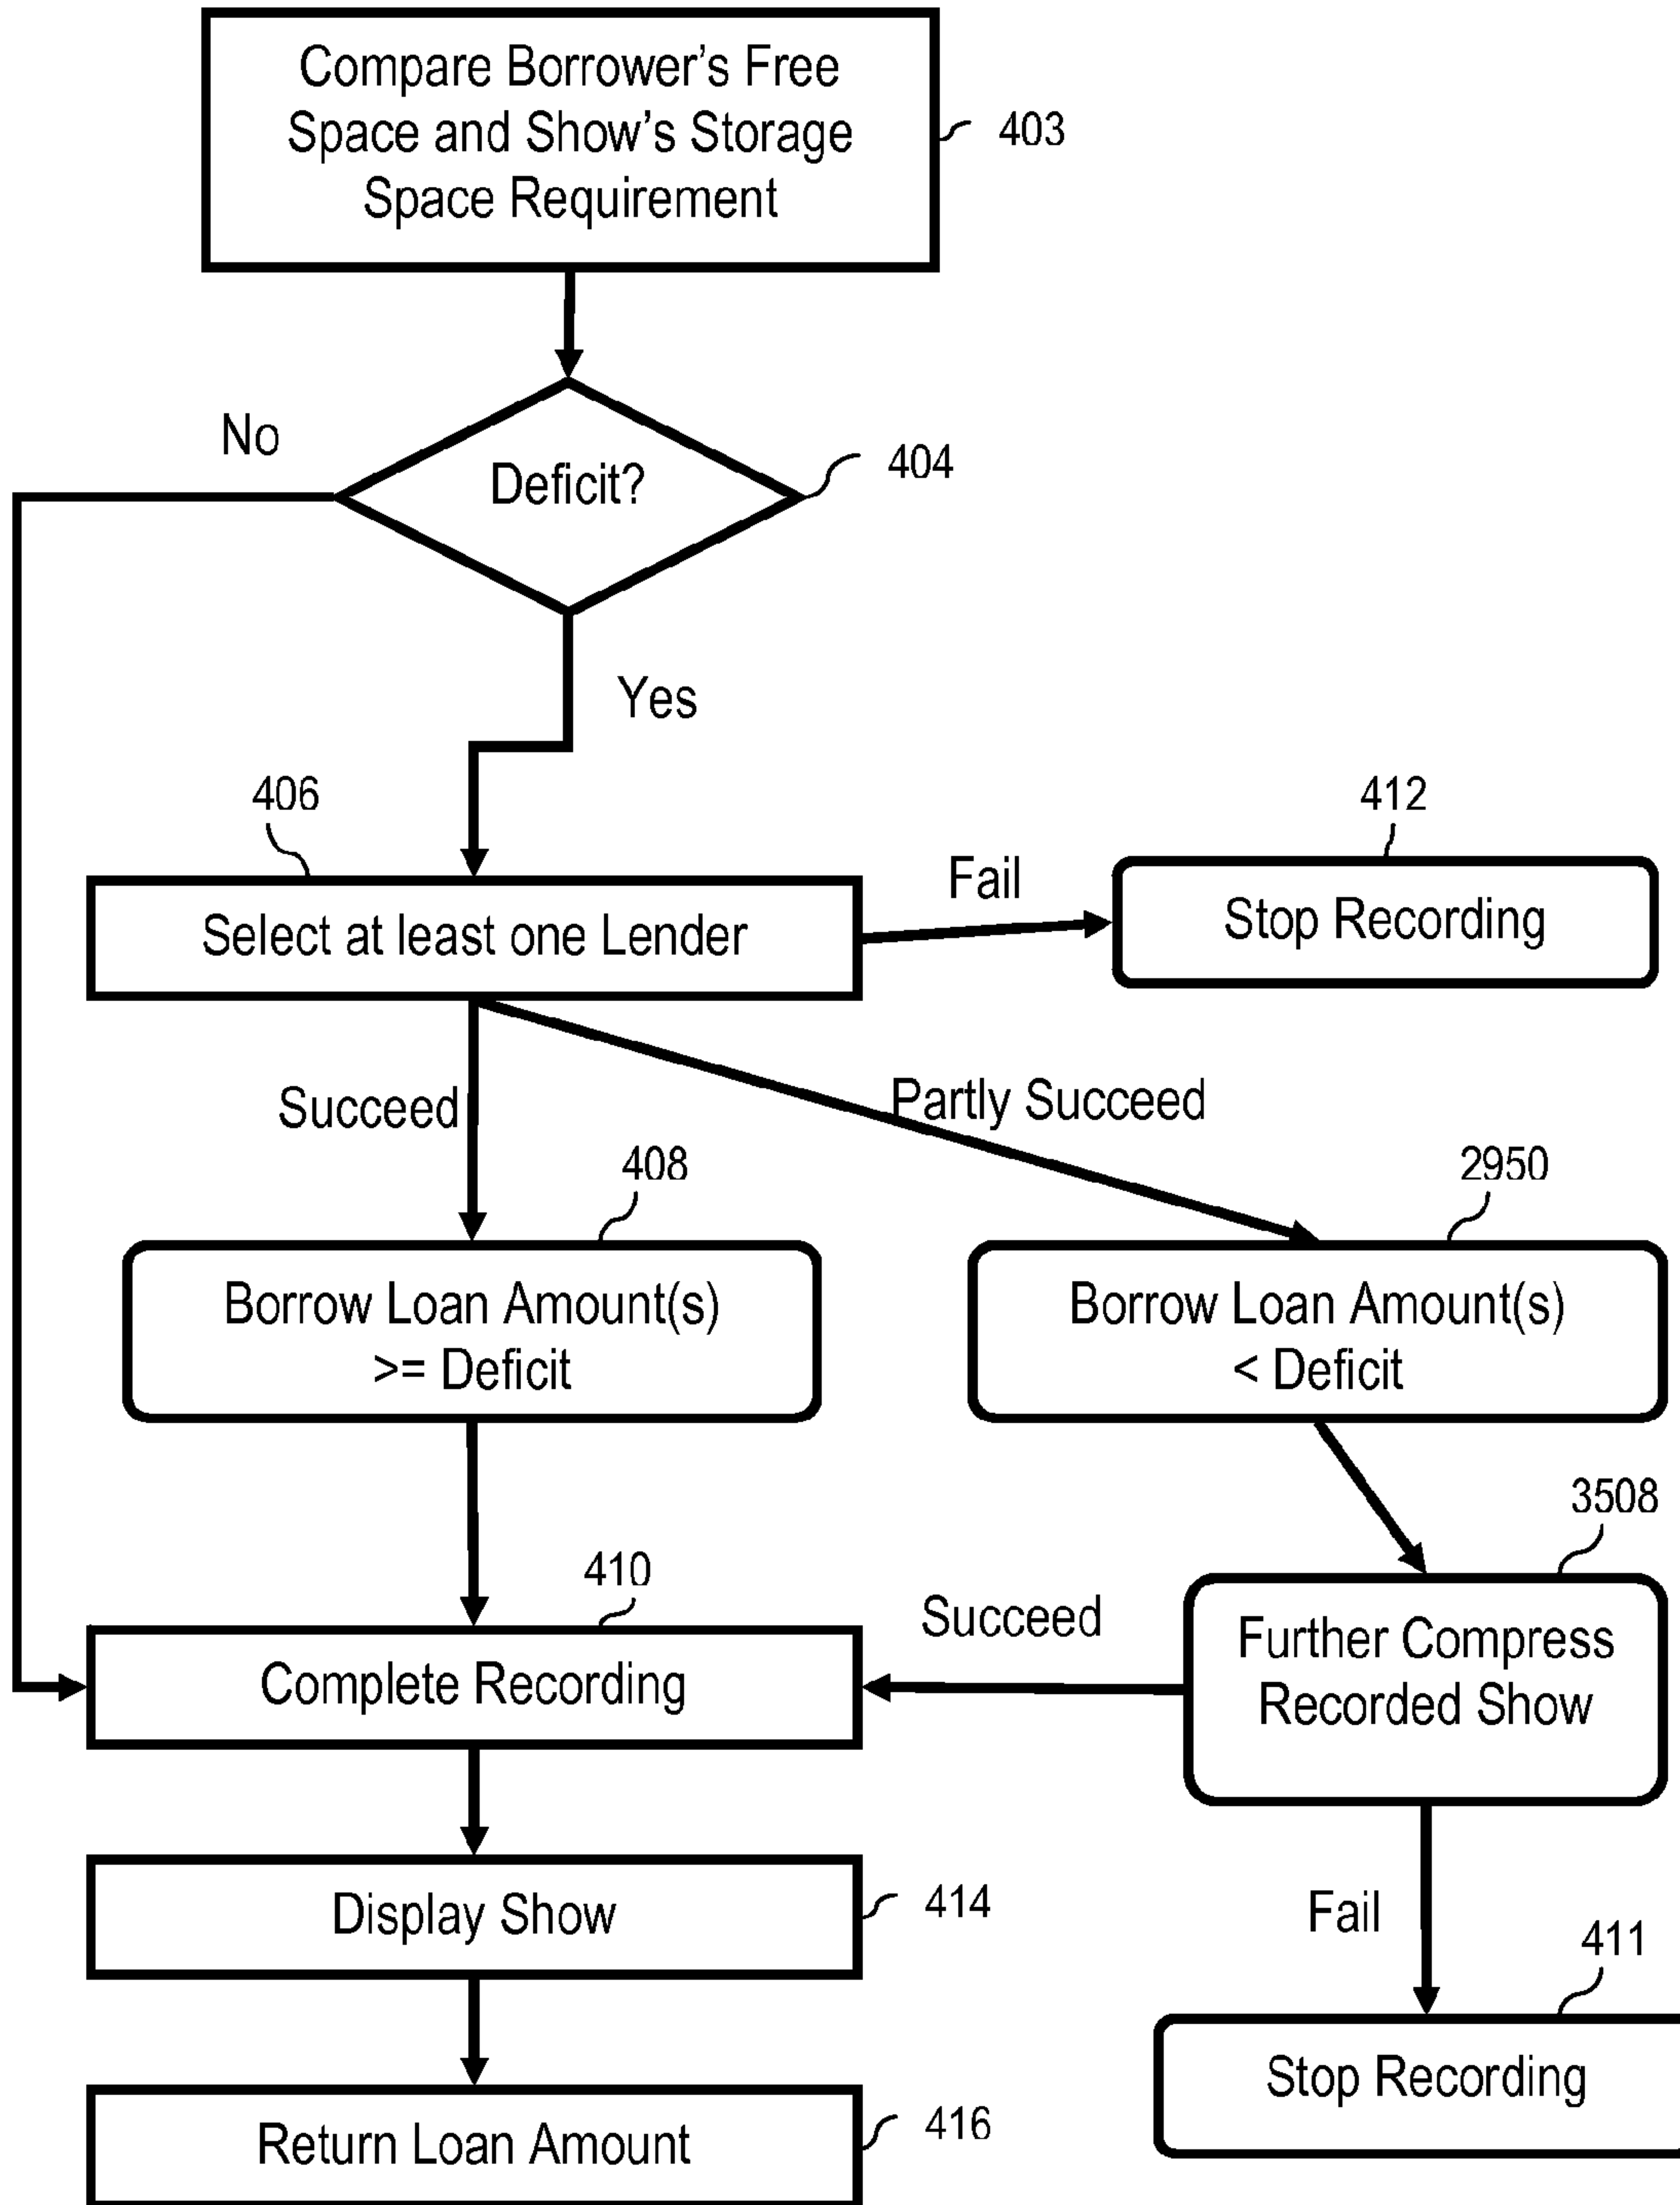 Compare Borrower's Free
Space and Show's Storage
Space Requirement
403
No
Deficit?
404
Yes
406
412
Select at least one Lender
Fail
Stop Recording
Succeed
Partly Succeed
408
2950
Borrow Loan Amount(s)
>= Deficit
Borrow Loan Amount(s)
< Deficit
3508
410
Succeed
Further Compress
Recorded Show
Complete Recording
Display Show
414
Fail
411
Stop Recording
Return Loan Amount
416